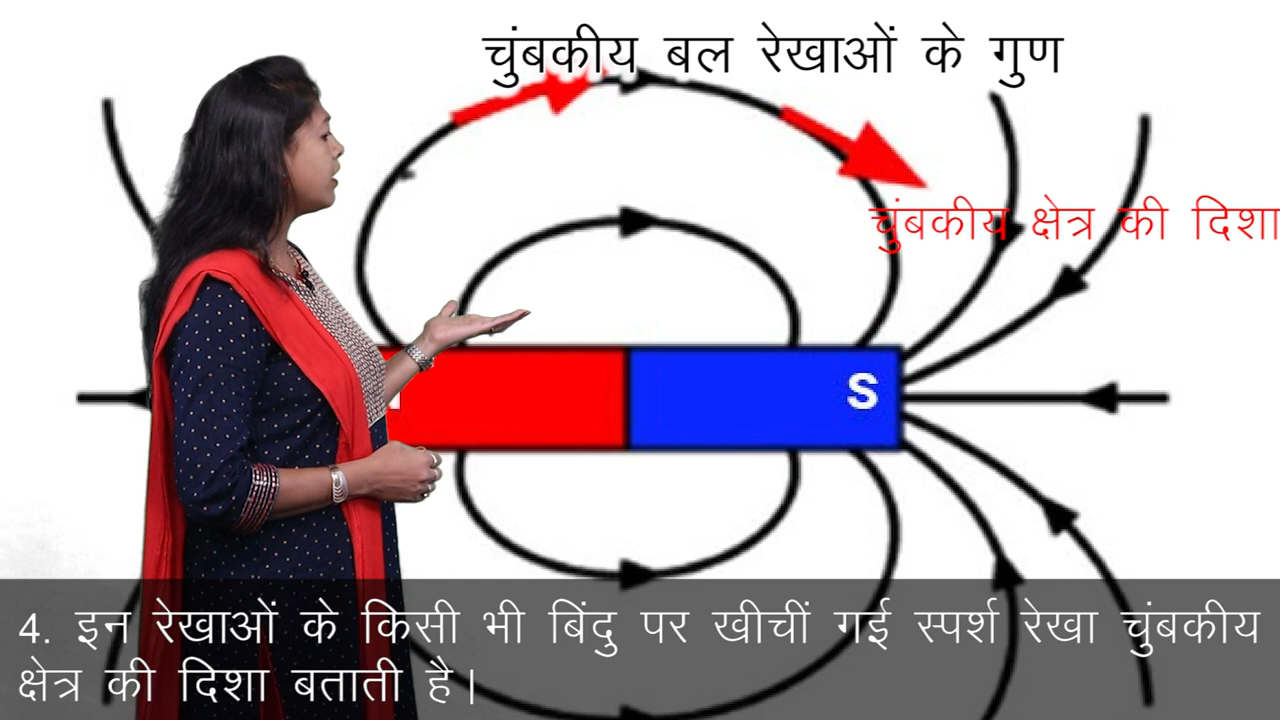 चुंबकीय बल रेखाओं के गुण
चुंबकीय क्षेत्र की दिशा
S
4. इन रेखाओं के किसी भी बिंदु पर खीचीं गई स्पर्श रेखा चुंबकीय
क्षेत्र की दिशा बताती है।